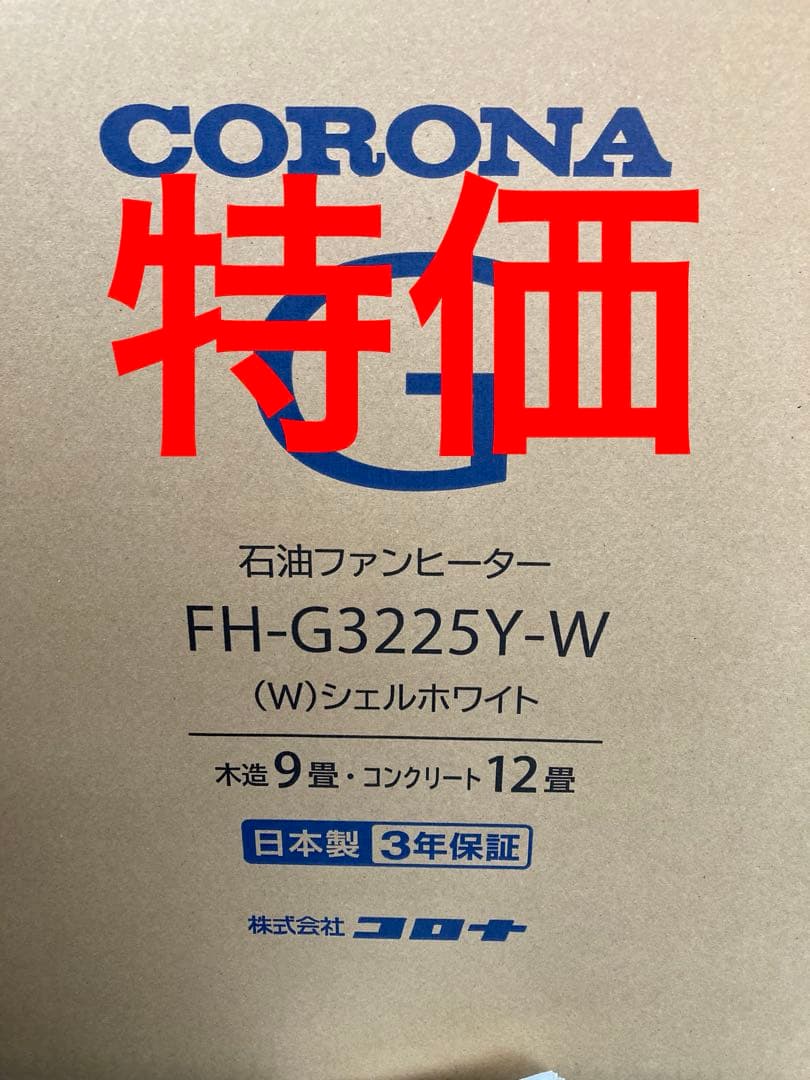 CORONA
特価
G
石油ファンヒーター
FH-G3225Y-W
(W)シェルホワイト
木造9畳・コンクリート12畳
日本製 3年保証
株式会社 コロナ